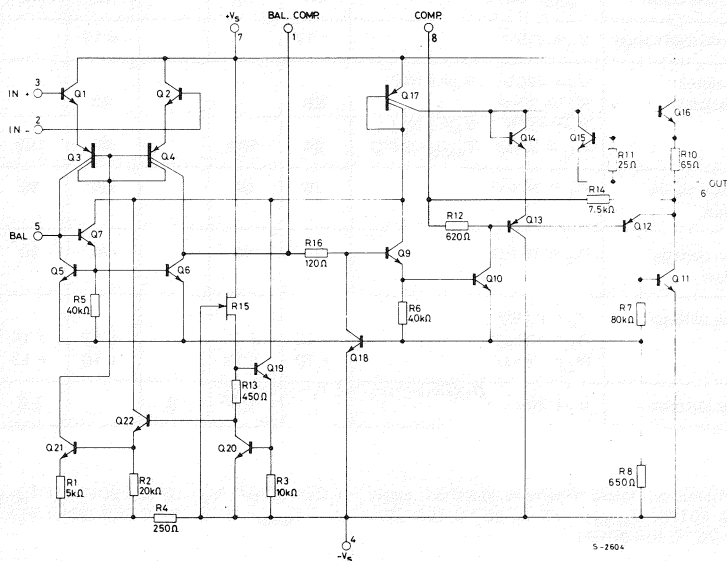 +Vs
7
BAL. COMP.
1
COMP.
8
3
IN +
Q1
Q2
2
IN -
Q3
Q4
Q17
Q14
Q15
R11
25Ω
Q16
R10
65Ω
OUT
6
R14
7.5kΩ
5
BAL
Q7
R16
120Ω
R12
620Ω
Q13
Q12
Q5
Q6
Q9
Q10
Q11
R5
40kΩ
R15
R6
40kΩ
R7
80kΩ
Q18
Q19
R13
450Ω
Q22
Q21
Q20
R1
5kΩ
R2
20kΩ
R3
10kΩ
R8
650Ω
R4
250Ω
4
-Vs
S-2604